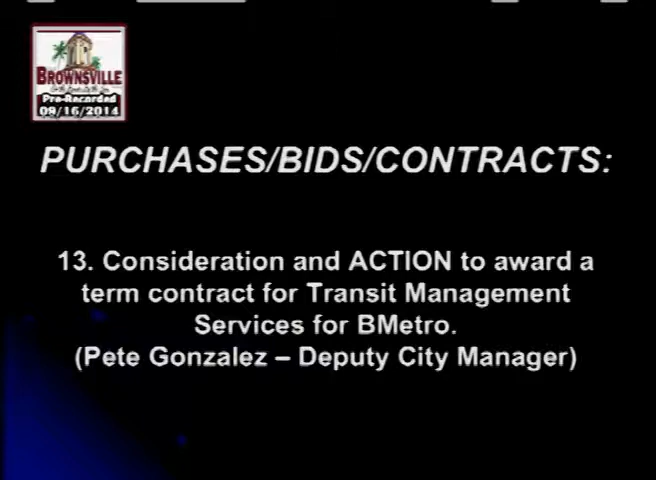 BROWNSVILLE
Pre-Recorded
09/16/2014
PURCHASES/BIDS/CONTRACTS:
13. Consideration and ACTION to award a
term contract for Transit Management
Services for BMetro.
(Pete Gonzalez – Deputy City Manager)